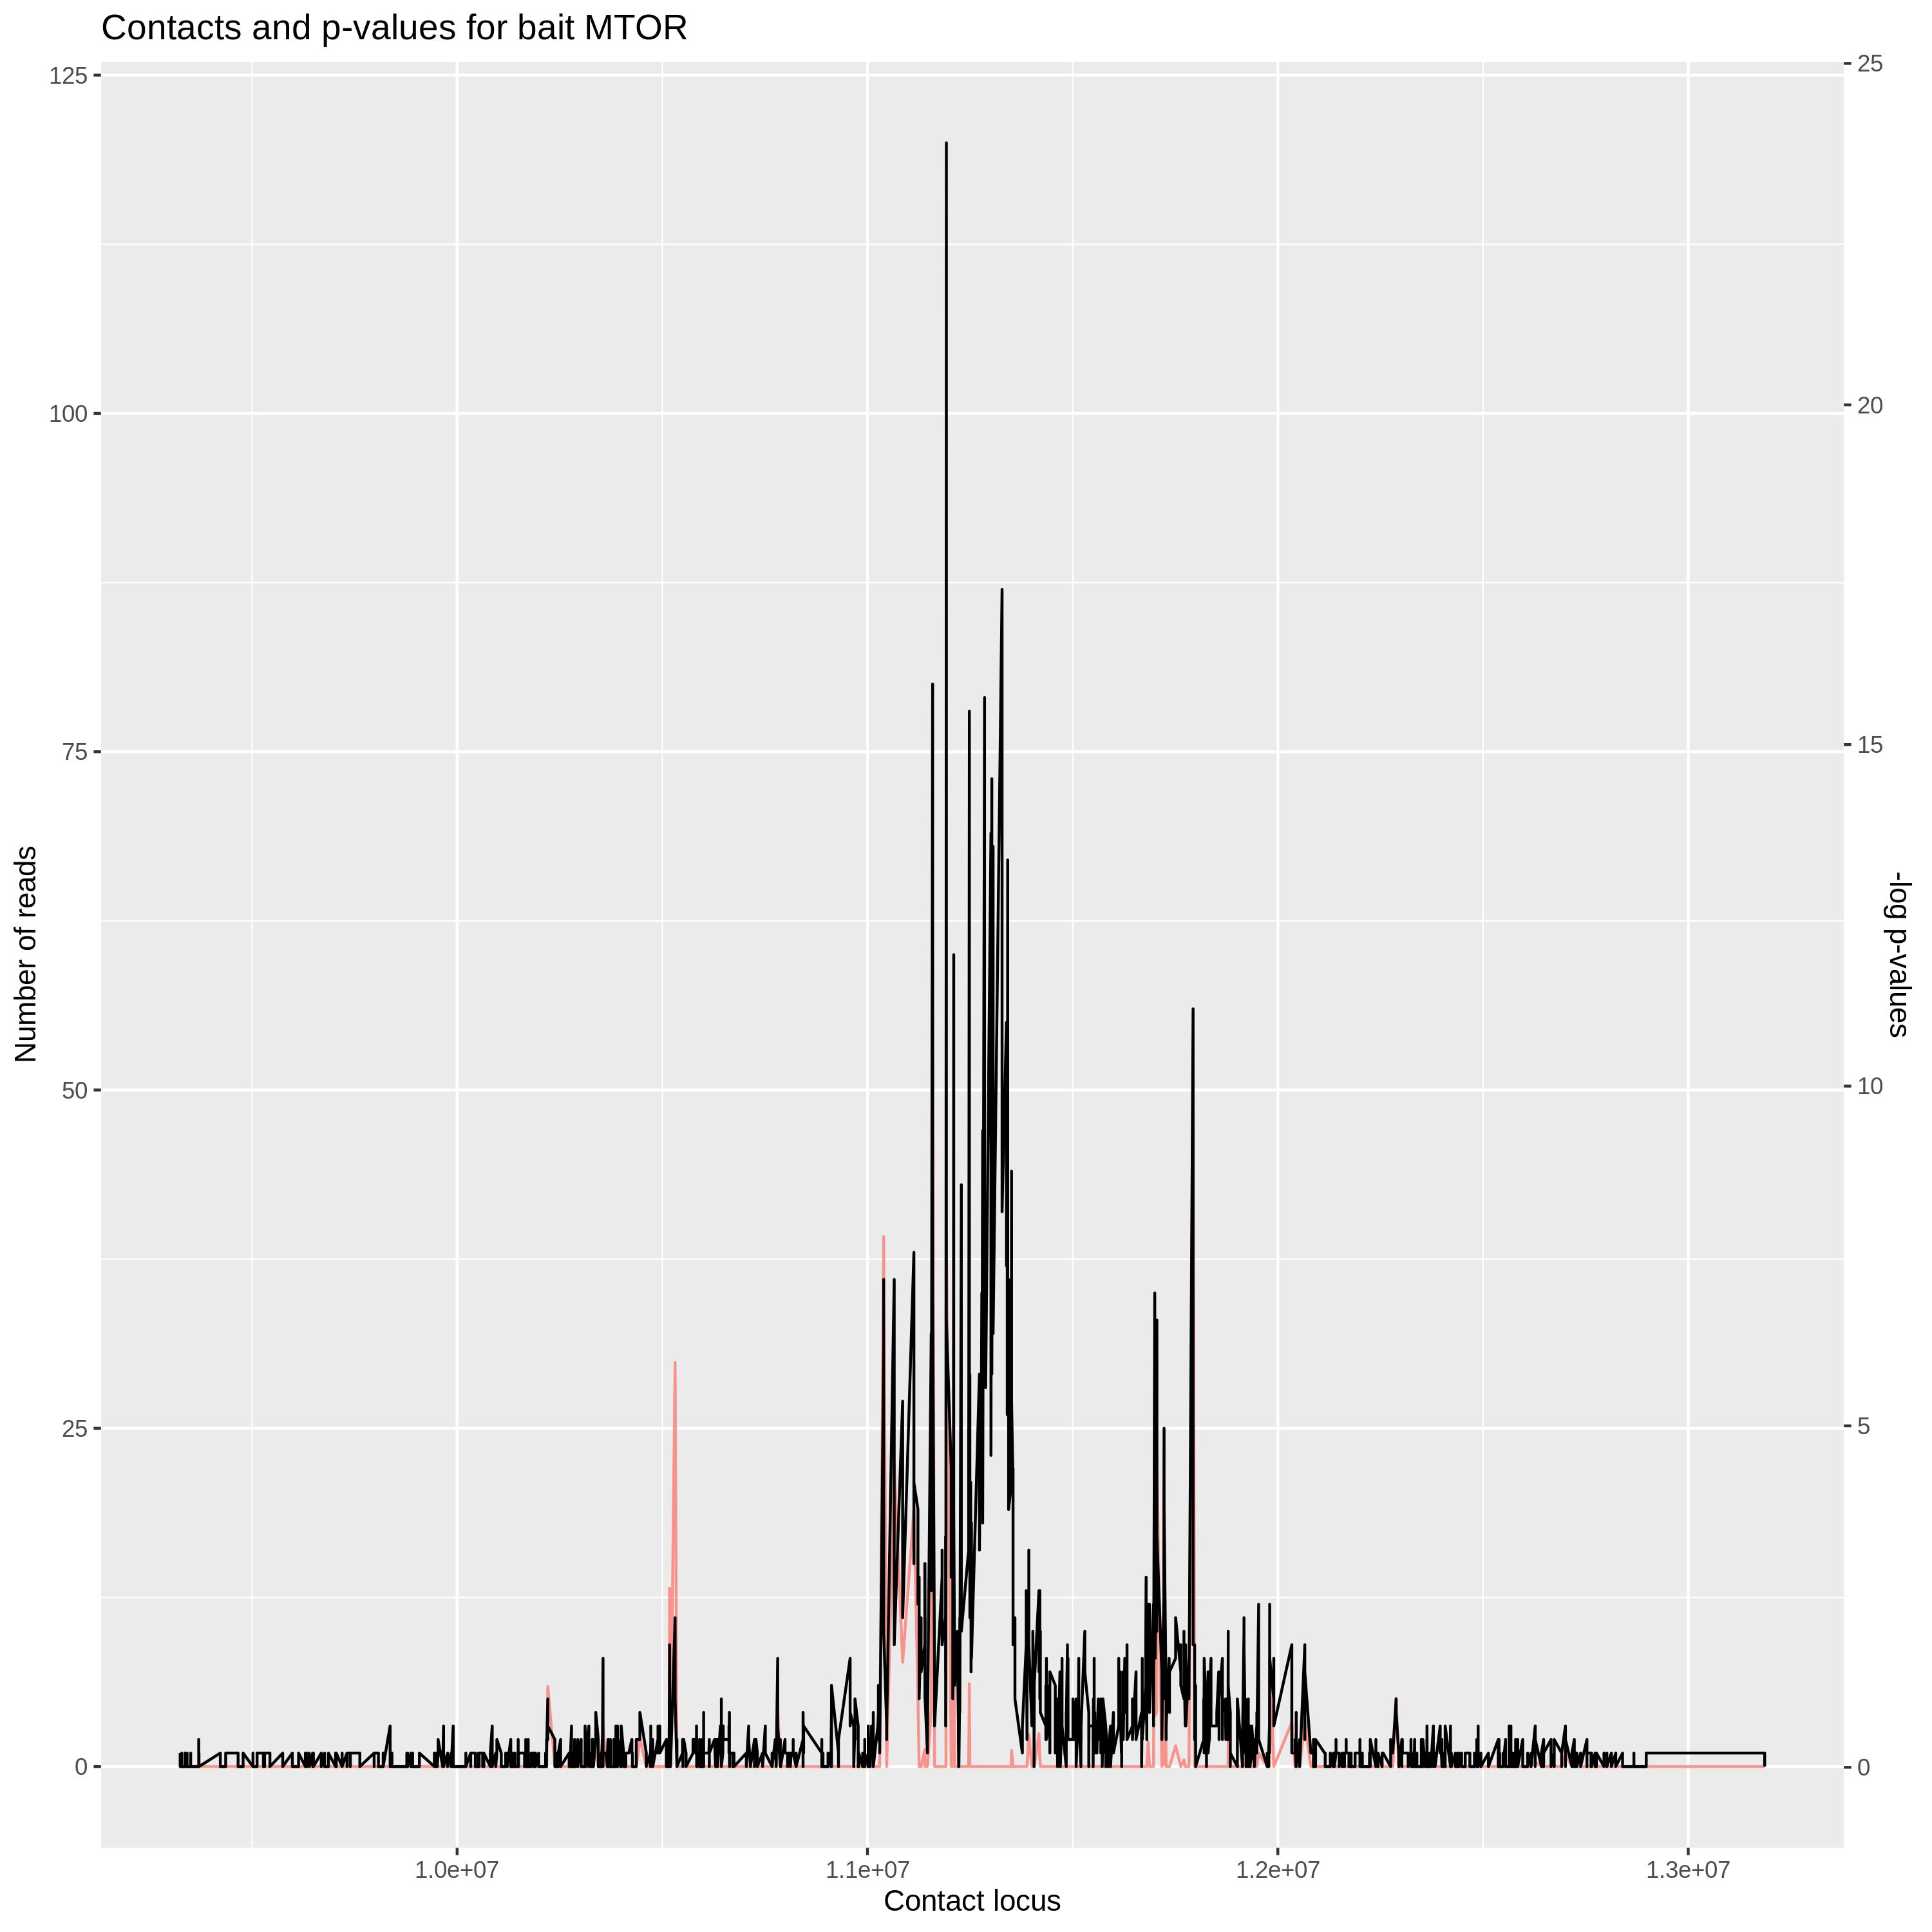 Contacts and p-values for bait MTOR
125
100
75
50
25
0
Number of reads
25
20
15
10
5
0
-log p-values
1.0e+07 1.1e+07 1.2e+07 1.3e+07
Contact locus